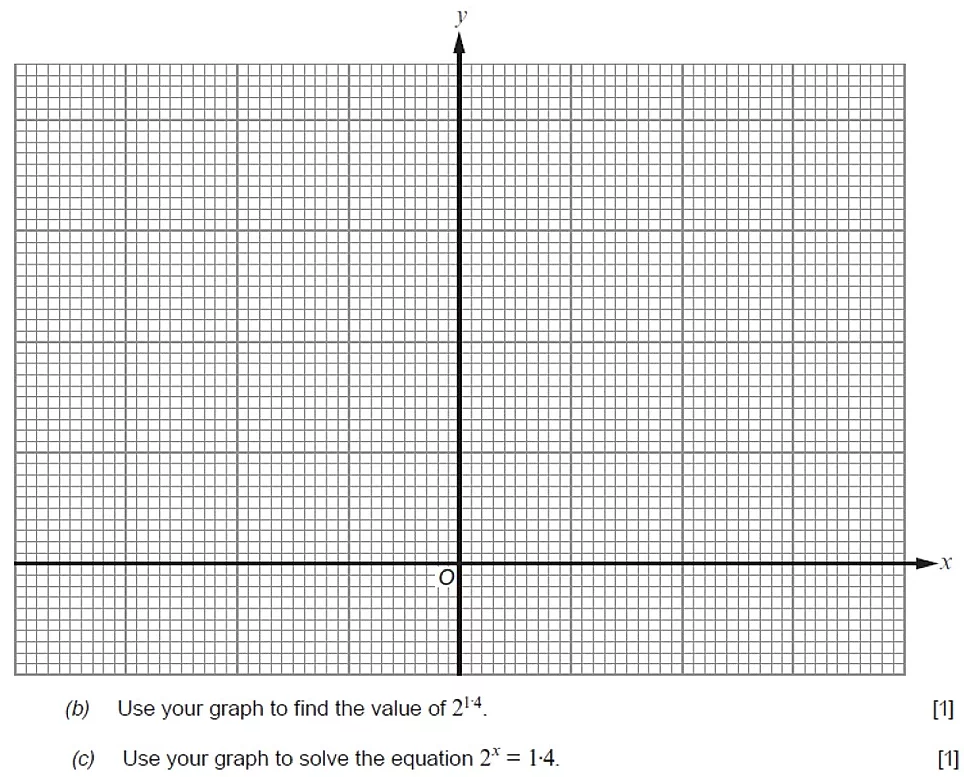 y
x
O
(b) Use your graph to find the value of 2^{1·4}. [1]
(c) Use your graph to solve the equation 2^x = 1·4. [1]